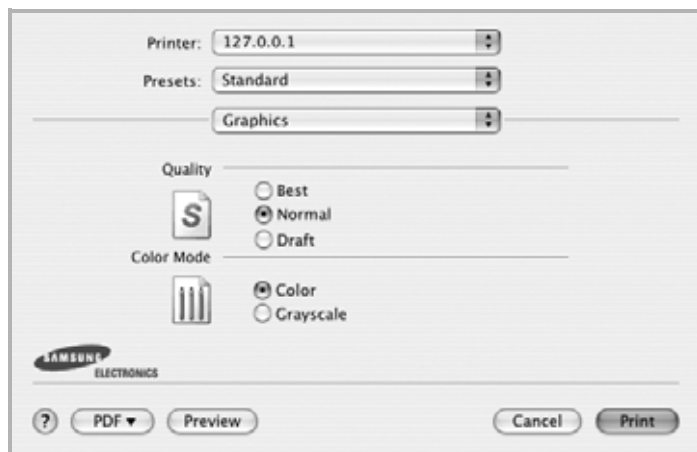 Printer: 127.0.0.1
Presets: Standard
Graphics
Quality
Best
S
Normal
Draft
Color Mode
Color
Grayscale
SAMSUNG
ELECTRONICS
? PDF Preview Cancel Print